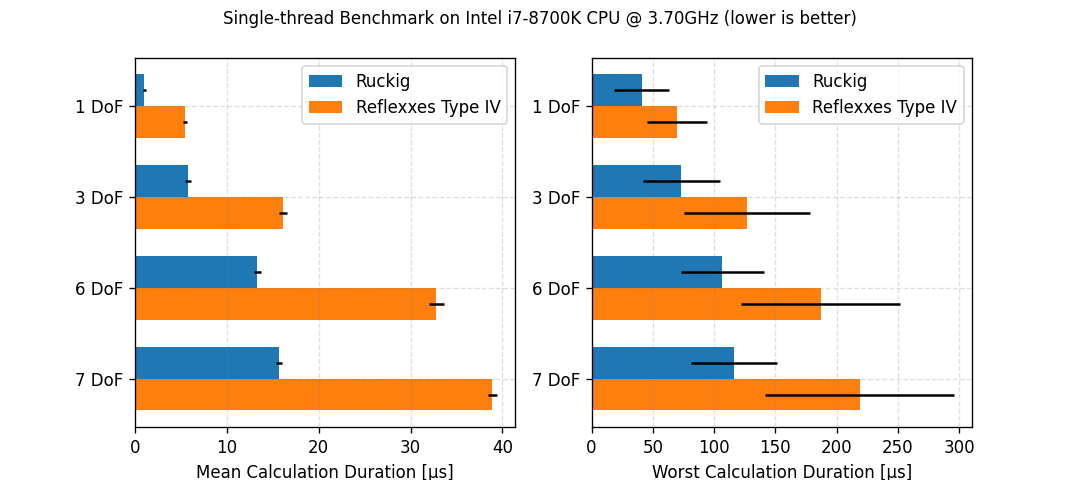 Single-thread Benchmark on Intel i7-8700K CPU @ 3.70GHz (lower is better)
Ruckig
Reflexxes Type IV
1 DoF
3 DoF
6 DoF
7 DoF
0 10 20 30 40
Mean Calculation Duration [µs]
Ruckig
Reflexxes Type IV
1 DoF
3 DoF
6 DoF
7 DoF
0 50 100 150 200 250 300
Worst Calculation Duration [µs]